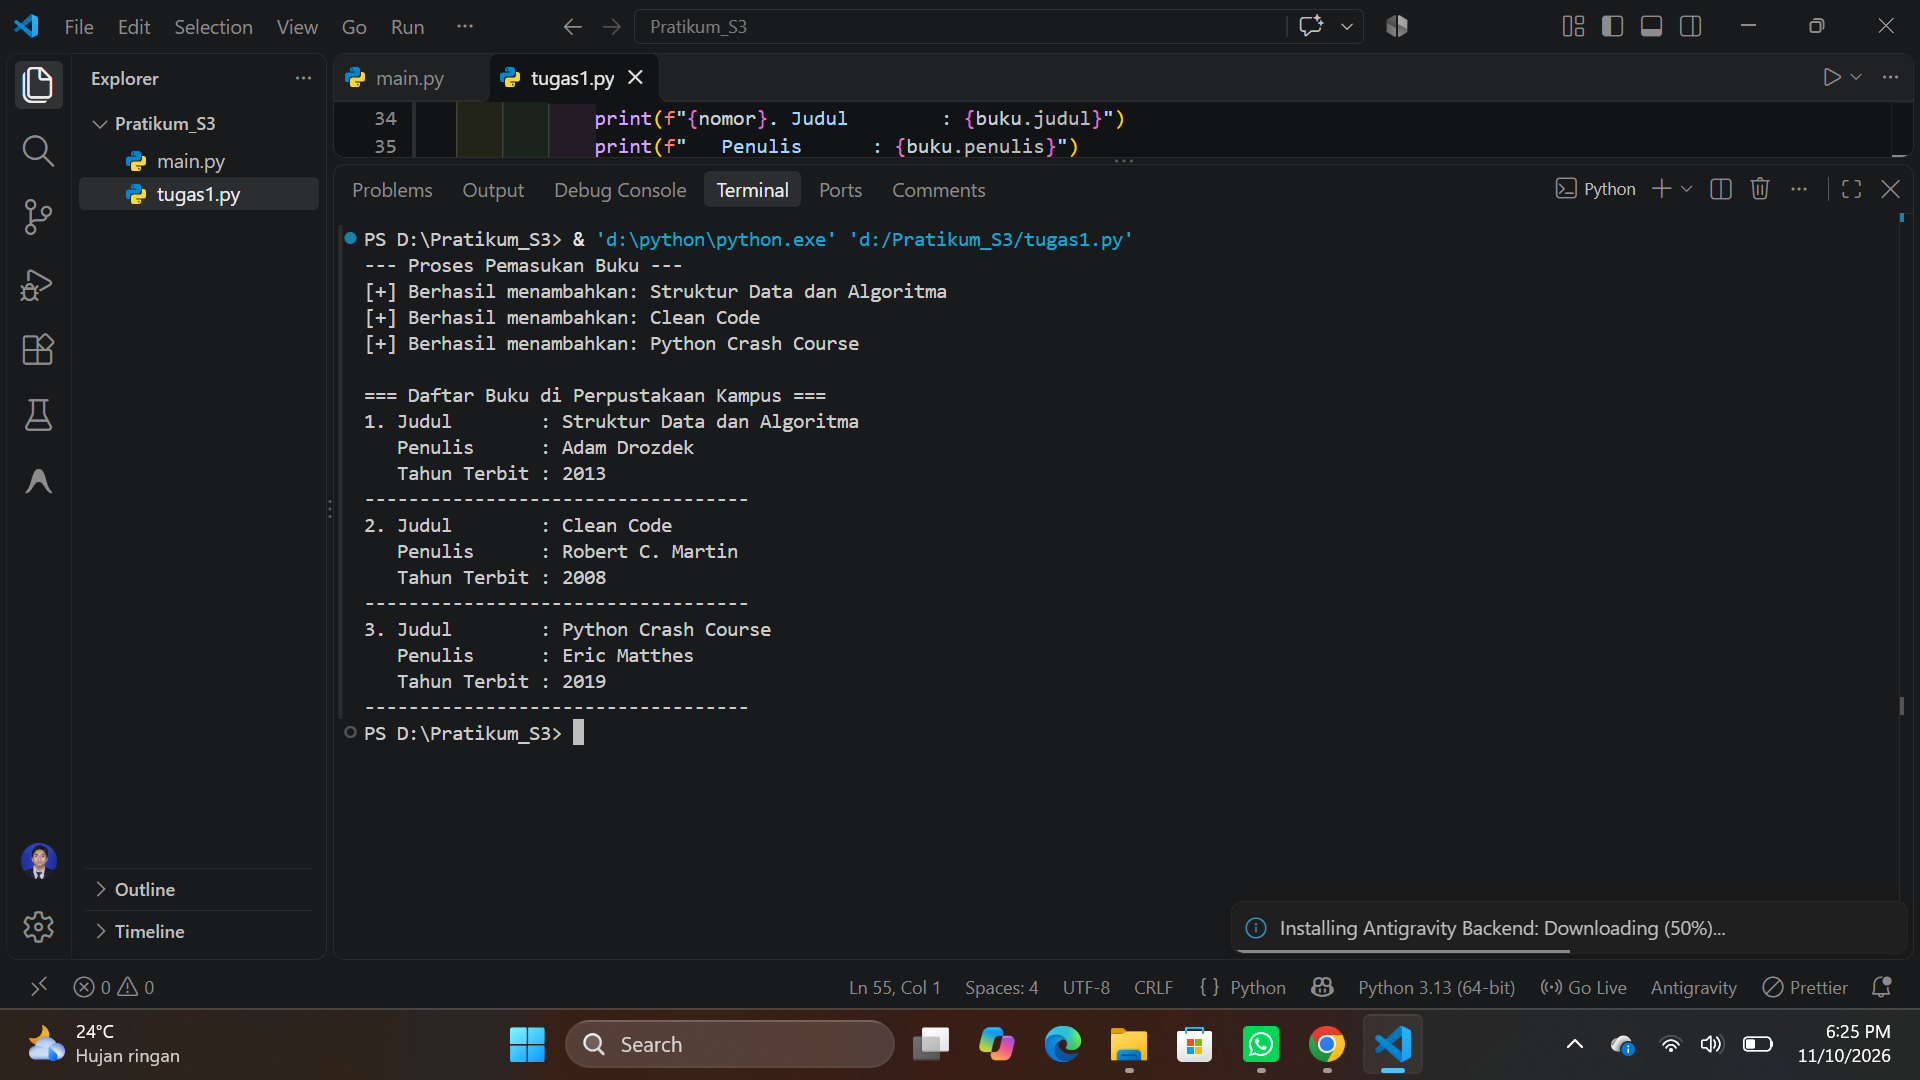 File Edit Selection View Go Run ···
Pratikum_S3
Explorer
Pratikum_S3
main.py
tugas1.py
main.py
tugas1.py
34 print(f"{nomor}. Judul        : {buku.judul}")
35 print(f"   Penulis      : {buku.penulis}")
Problems Output Debug Console Terminal Ports Comments
Python
PS D:\Pratikum_S3> & 'd:\python\python.exe' 'd:/Pratikum_S3/tugas1.py'
--- Proses Pemasukan Buku ---
[+] Berhasil menambahkan: Struktur Data dan Algoritma
[+] Berhasil menambahkan: Clean Code
[+] Berhasil menambahkan: Python Crash Course
=== Daftar Buku di Perpustakaan Kampus ===
1. Judul        : Struktur Data dan Algoritma
   Penulis      : Adam Drozdek
   Tahun Terbit : 2013
-----------------------------------
2. Judul        : Clean Code
   Penulis      : Robert C. Martin
   Tahun Terbit : 2008
-----------------------------------
3. Judul        : Python Crash Course
   Penulis      : Eric Matthes
   Tahun Terbit : 2019
-----------------------------------
PS D:\Pratikum_S3>
Outline
Timeline
Installing Antigravity Backend: Downloading (50%)...
0 0
Ln 55, Col 1 Spaces: 4 UTF-8 CRLF { } Python Python 3.13 (64-bit) Go Live Antigravity Prettier
24°C
Hujan ringan
Search
6:25 PM
11/10/2026